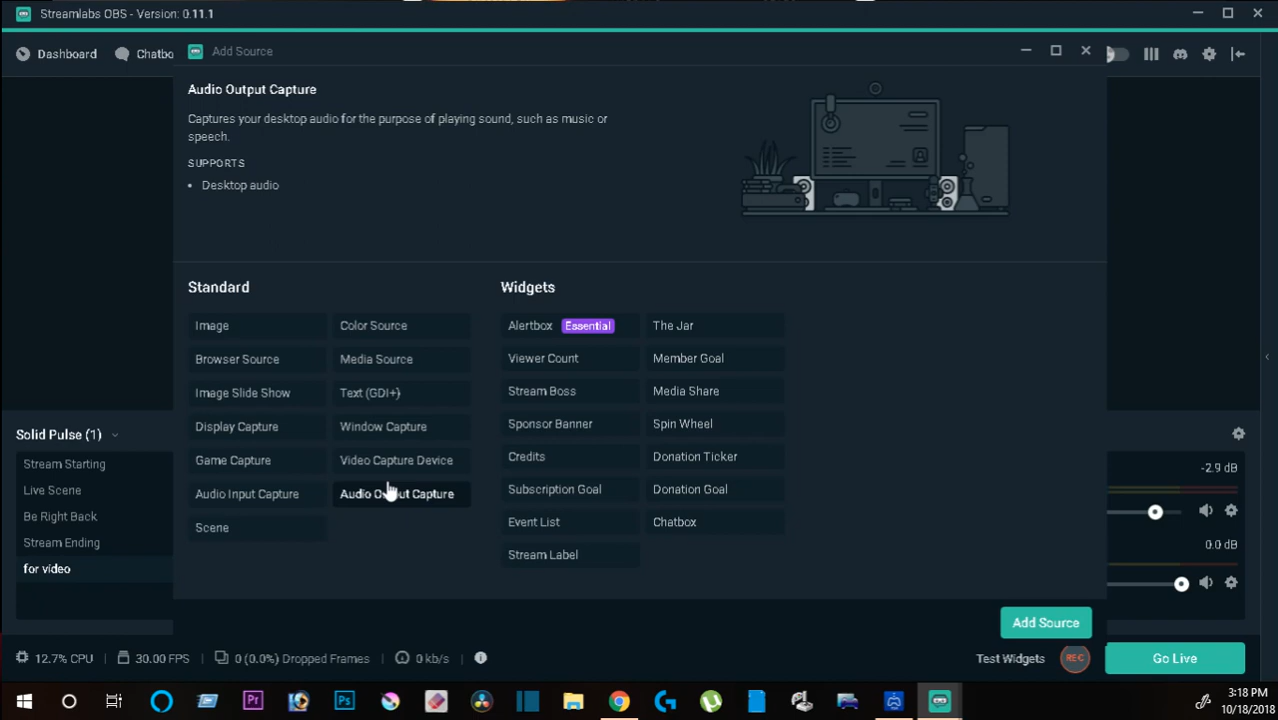 Streamlabs OBS - Version: 0.11.1
Dashboard
Chatbo
Add Source
Audio Output Capture
Captures your desktop audio for the purpose of playing sound, such as music or
speech.
SUPPORTS
• Desktop audio
Standard
Image
Color Source
Browser Source
Media Source
Image Slide Show
Text (GDI+)
Display Capture
Window Capture
Game Capture
Video Capture Device
Audio Input Capture
Audio Output Capture
Scene
Widgets
Alertbox Essential
The Jar
Viewer Count
Member Goal
Stream Boss
Media Share
Sponsor Banner
Spin Wheel
Credits
Donation Ticker
Subscription Goal
Donation Goal
Event List
Chatbox
Stream Label
Add Source
Solid Pulse (1)
Stream Starting
Live Scene
Be Right Back
Stream Ending
for video
-2.9 dB
0.0 dB
12.7% CPU
30.00 FPS
0 (0.0%) Dropped Frames
0 kb/s
Test Widgets
REC
Go Live
Pr
Ps
3:18 PM
10/18/2018